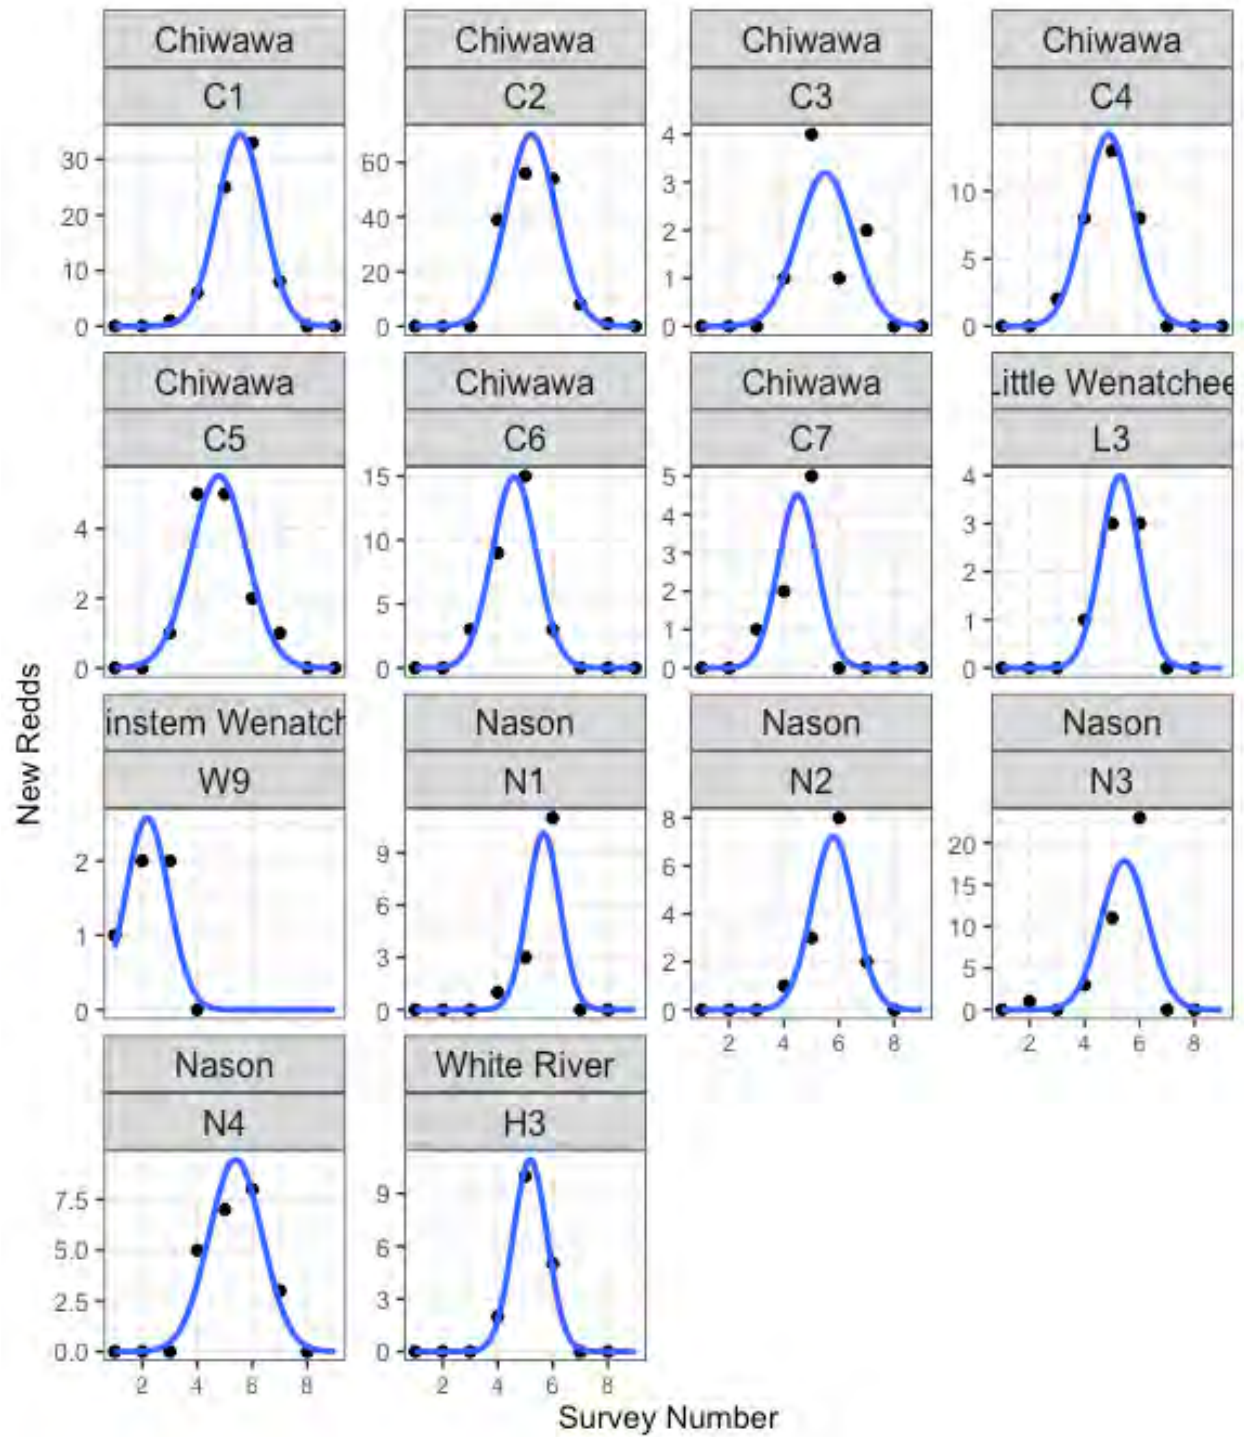 Chiwawa Chiwawa Chiwawa Chiwawa
C1 C2 C3 C4
30 60 4 10
20 40 3 5
10 20 2 0
0 0 1
0
Chiwawa Chiwawa Chiwawa Little Wenatchee
C5 C6 C7 L3
4 15 5 4
2 10 4 3
0 5 3 2
0 2 1
1 0
0
instem Wenatch Nason Nason Nason
W9 N1 N2 N3
2 9 8 20
1 6 6 15
0 3 4 10
0 2 5
0 0
2 4 6 8 2 4 6 8
Nason White River
N4 H3
7.5 9
5.0 6
2.5 3
0.0 0
2 4 6 8 2 4 6 8
New Redds
Survey Number